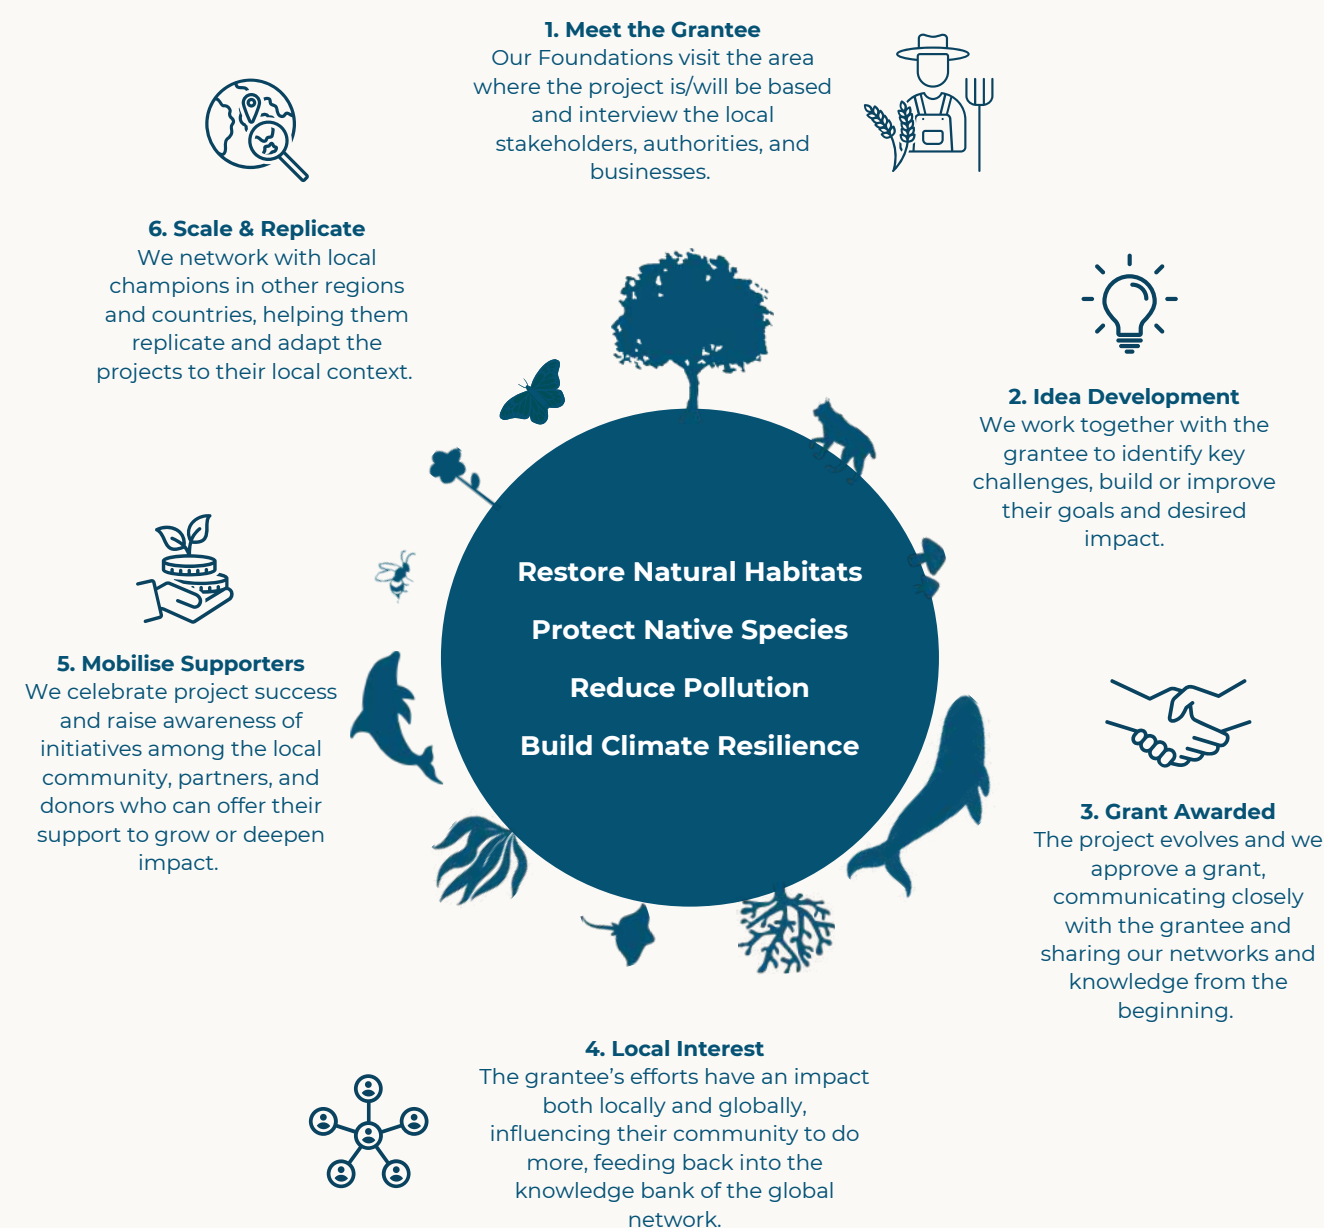 1. Meet the Grantee
Our Foundations visit the area
where the project is/will be based
and interview the local
stakeholders, authorities, and
businesses.
2. Idea Development
We work together with the
grantee to identify key
challenges, build or improve
their goals and desired
impact.
3. Grant Awarded
The project evolves and we
approve a grant,
communicating closely
with the grantee and
sharing our networks and
knowledge from the
beginning.
4. Local Interest
The grantee’s efforts have an impact
both locally and globally,
influencing their community to do
more, feeding back into the
knowledge bank of the global
network.
5. Mobilise Supporters
We celebrate project success
and raise awareness of
initiatives among the local
community, partners, and
donors who can offer their
support to grow or deepen
impact.
6. Scale & Replicate
We network with local
champions in other regions
and countries, helping them
replicate and adapt the
projects to their local context.
Restore Natural Habitats
Protect Native Species
Reduce Pollution
Build Climate Resilience